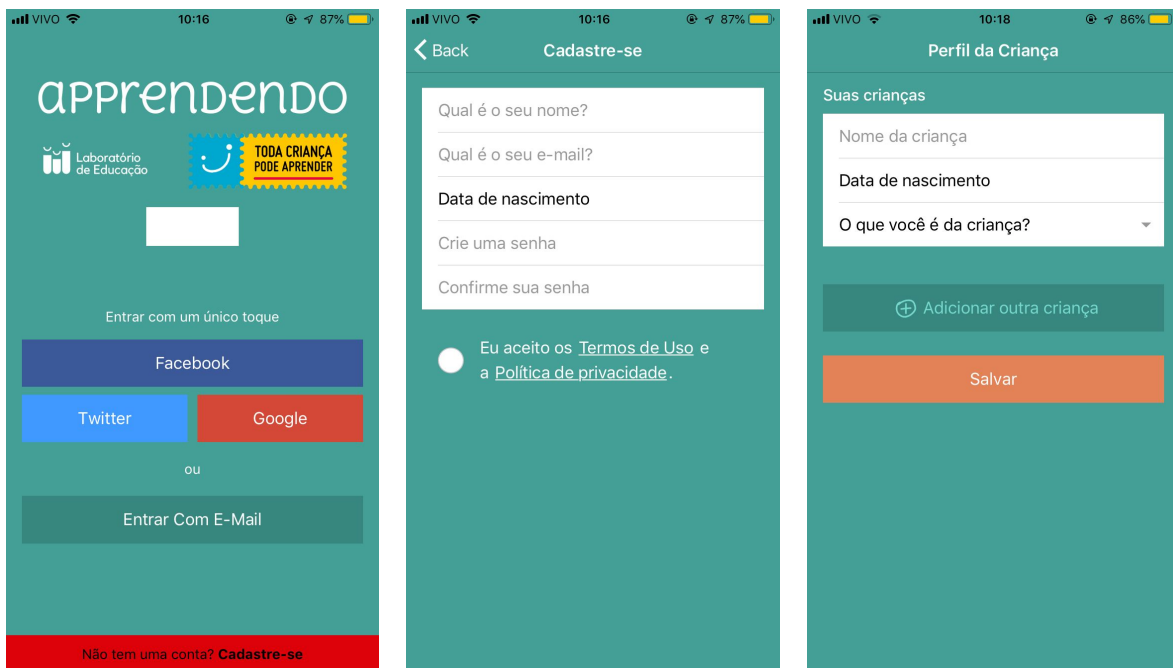 VIVO 10:16 87%
apprendendo
Laboratório
de Educação
TODA CRIANÇA
PODE APRENDER
Entrar com um único toque
Facebook
Twitter
Google
ou
Entrar Com E-Mail
Não tem uma conta? Cadastre-se
VIVO 10:16 87%
Back Cadastre-se
Qual é o seu nome?
Qual é o seu e-mail?
Data de nascimento
Crie uma senha
Confirme sua senha
Eu aceito os Termos de Uso e
a Política de privacidade.
VIVO 10:18 86%
Perfil da Criança
Suas crianças
Nome da criança
Data de nascimento
O que você é da criança?
Adicionar outra criança
Salvar